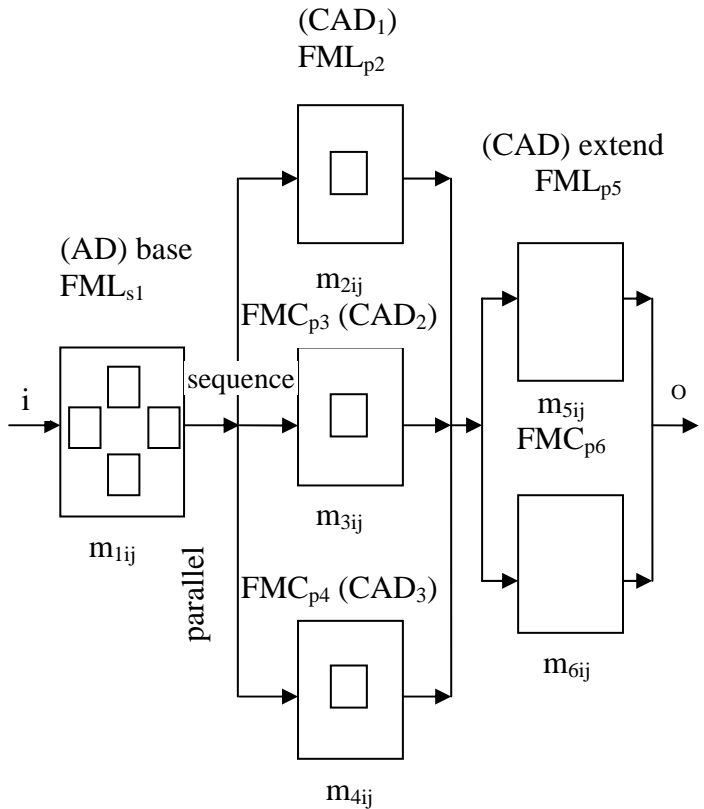 (CAD₁)
FMLₚ₂
(CAD) extend
FMLₚ₅
(AD) base
FMLₛ₁
m₂ᵢⱼ
FMCₚ₃ (CAD₂)
sequence
i
o
m₅ᵢⱼ
FMCₚ₆
m₁ᵢⱼ
m₃ᵢⱼ
parallel
FMCₚ₄ (CAD₃)
m₆ᵢⱼ
m₄ᵢⱼ